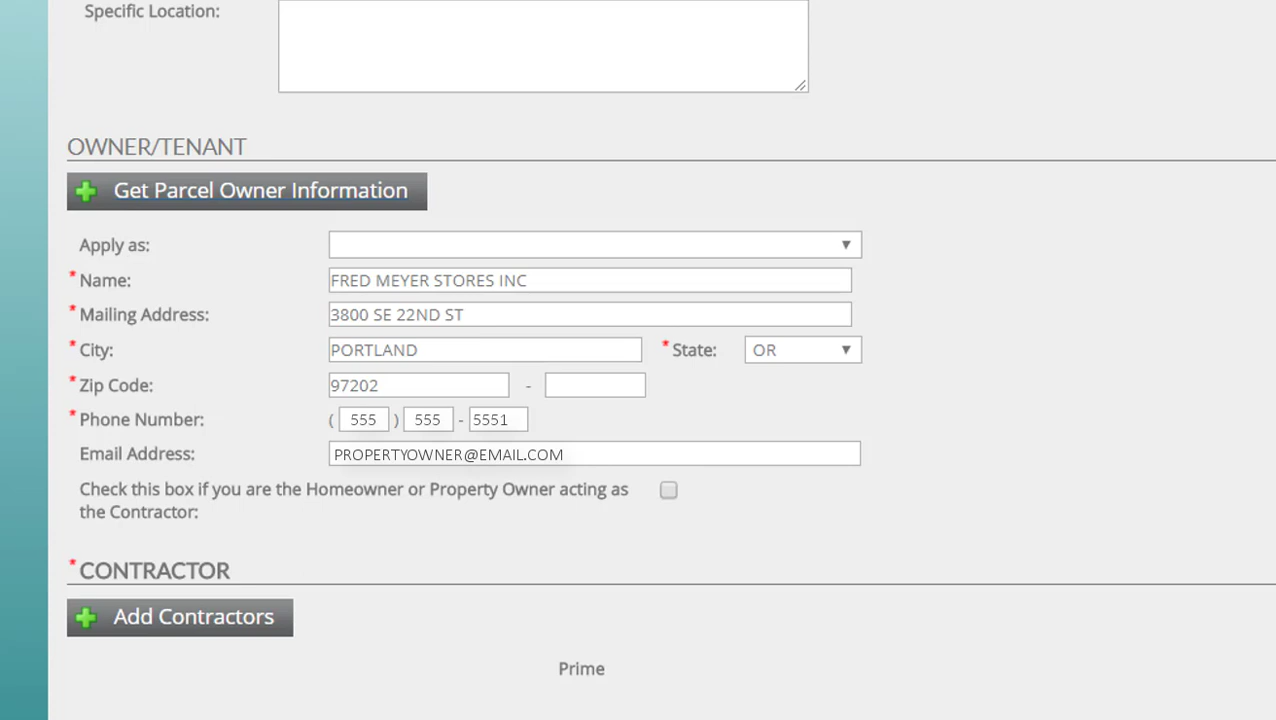 Specific Location:
OWNER/TENANT
Get Parcel Owner Information
Apply as:
* Name: FRED MEYER STORES INC
* Mailing Address: 3800 SE 22ND ST
* City: PORTLAND * State: OR
* Zip Code: 97202 -
* Phone Number: ( 555 ) 555 - 5551
Email Address: PROPERTYOWNER@EMAIL.COM
Check this box if you are the Homeowner or Property Owner acting as
the Contractor:
* CONTRACTOR
Add Contractors
Prime